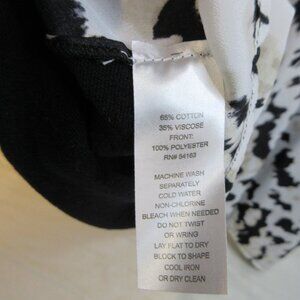 65% COTTON
35% VISCOSE
FRONT:
100% POLYESTER
RN# 54163
MACHINE WASH
SEPARATELY
COLD WATER
NON-CHLORINE
BLEACH WHEN NEEDED
DO NOT TWIST
OR WRING
LAY FLAT TO DRY
BLOCK TO SHAPE
COOL IRON
OR DRY CLEAN